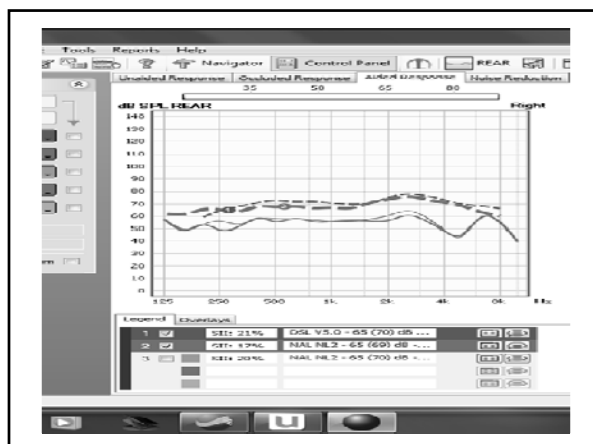 Tools Reports Help
Navigator Control Panel REAR
Unaided Response Occluded Response Aided Response Noise Reduction
35 50 65 80
dB SPL REAR Right
140
130
120
110
100
90
80
70
60
50
40
30
20
10
0
125 250 500 1k 2k 4k 8k Hz
Legend Overlays
1 SII: 21% DSL V5.0 - 65 (70) dB ...
2 SII: 17% NAL NL2 - 65 (69) dB -...
3 SII: 20% NAL NL2 - 65 (70) dB ...
U